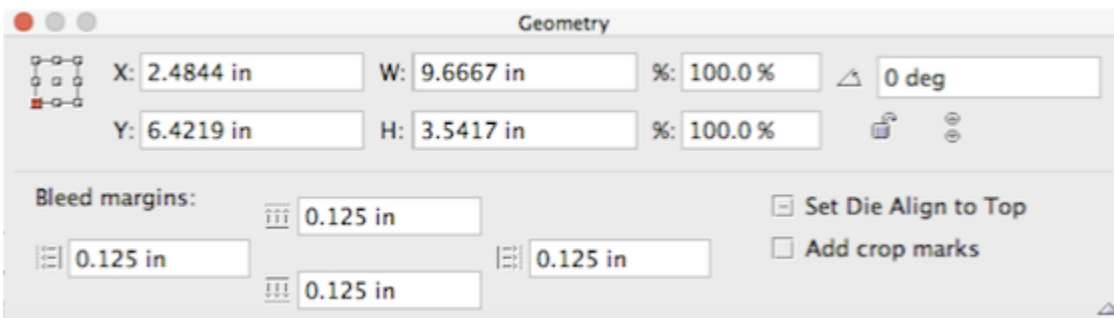 Geometry
X: 2.4844 in W: 9.6667 in %: 100.0 % 0 deg
Y: 6.4219 in H: 3.5417 in %: 100.0 %
Bleed margins:
0.125 in
Set Die Align to Top
0.125 in
0.125 in
Add crop marks
0.125 in